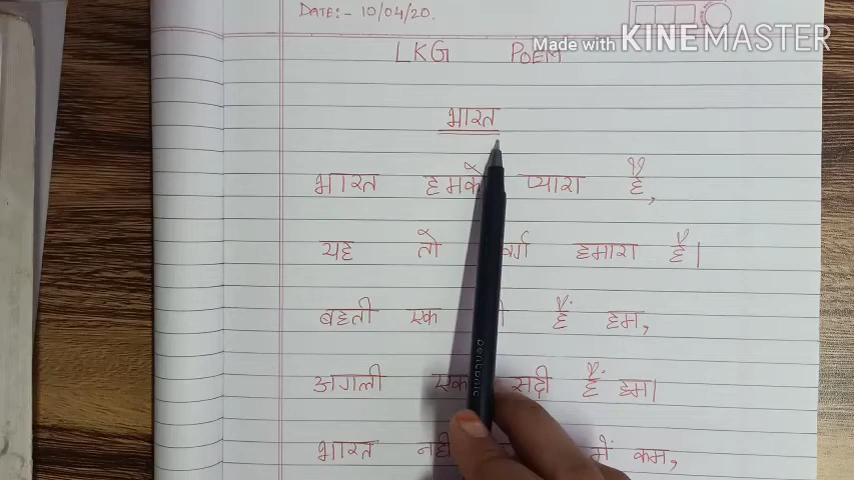 DATE:- 10/04/20.
Made with KINEMASTER
LKG POEM
भारत
भारत हमको प्यारा है,
यह तो हमारा है।
बहती एक हैं हम,
अगली एक सदी हैं हम।
भारत नही में कम,